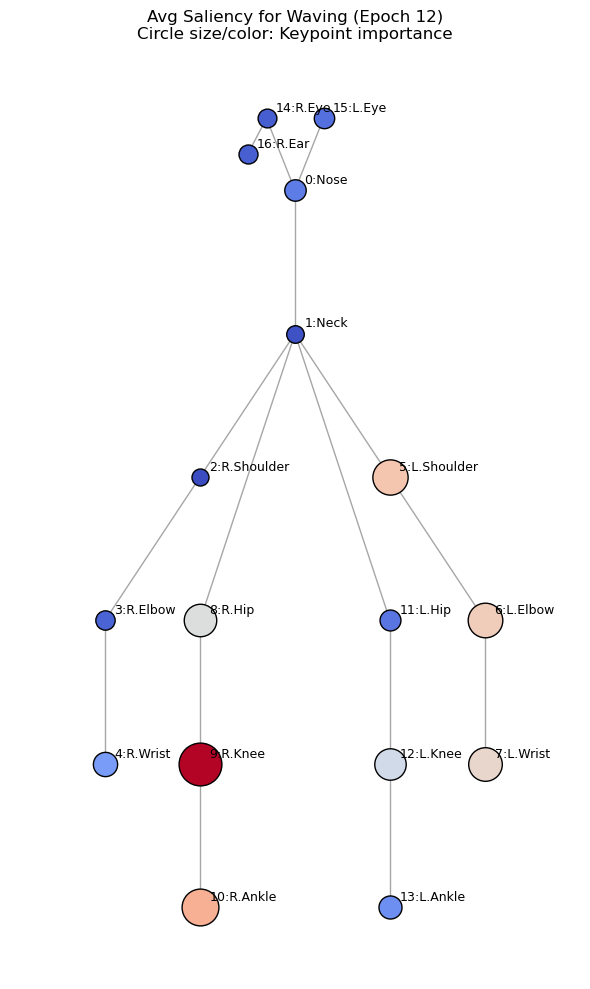 Avg Saliency for Waving (Epoch 12)
Circle size/color: Keypoint importance
14:R.Eye
15:L.Eye
16:R.Ear
0:Nose
1:Neck
2:R.Shoulder
5:L.Shoulder
3:R.Elbow
8:R.Hip
11:L.Hip
6:L.Elbow
4:R.Wrist
9:R.Knee
12:L.Knee
7:L.Wrist
10:R.Ankle
13:L.Ankle